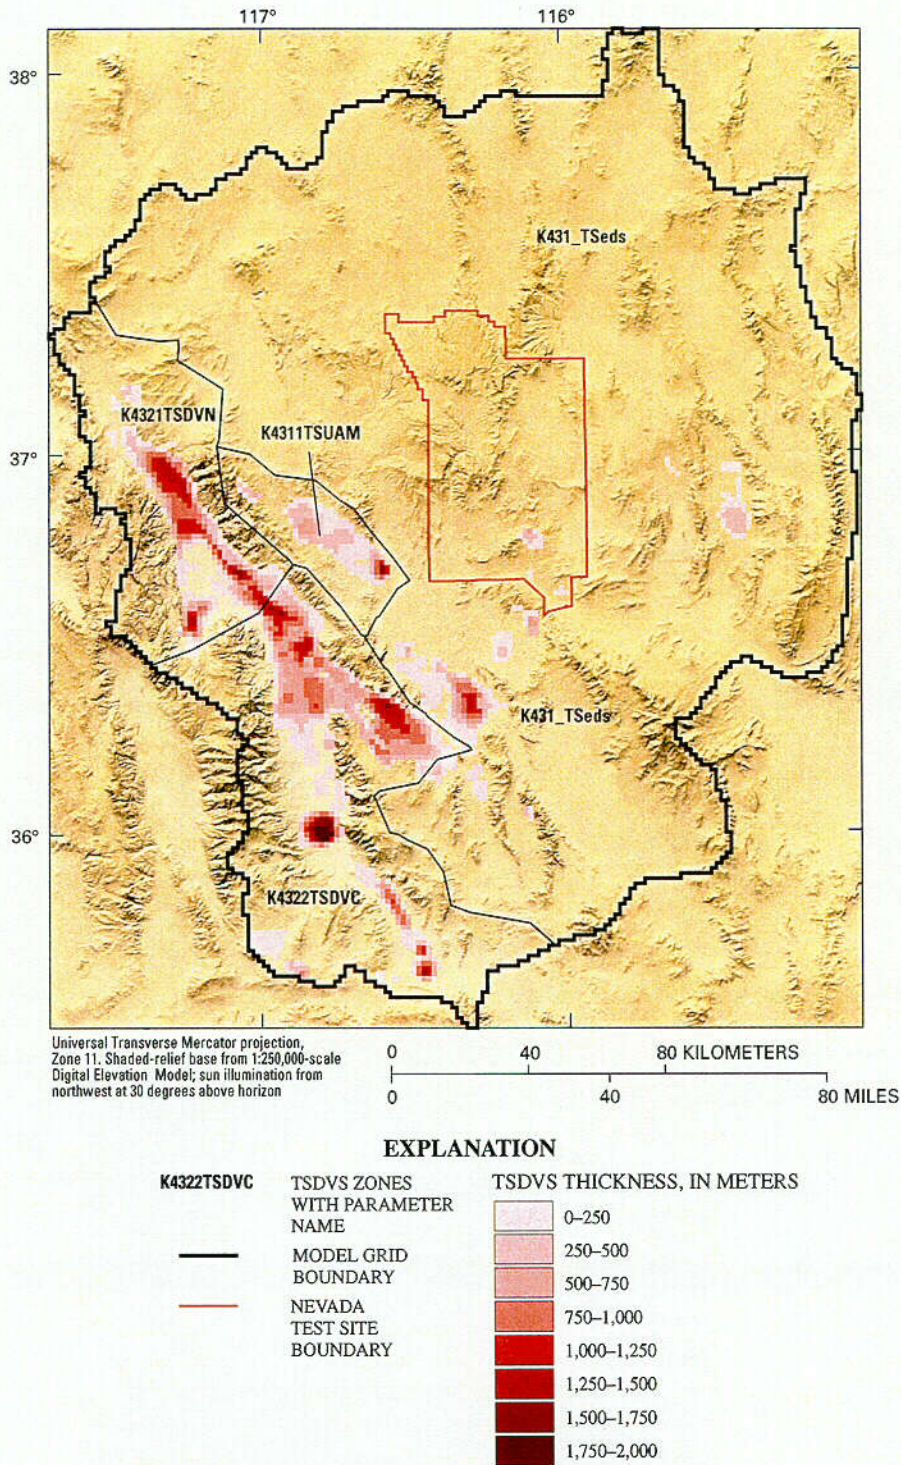 117°
116°
38°
K431_TSeds
K4321TSDVN
K4311TSUAM
37°
K431_TSeds
36°
K4322TSDVC
Universal Transverse Mercator projection,
Zone 11. Shaded-relief base from 1:250,000-scale
Digital Elevation Model; sun illumination from
northwest at 30 degrees above horizon
0 40 80 KILOMETERS
0 40 80 MILES
EXPLANATION
K4322TSDVC
TSDVS ZONES
WITH PARAMETER
NAME
MODEL GRID
BOUNDARY
NEVADA
TEST SITE
BOUNDARY
TSDVS THICKNESS, IN METERS
0–250
250–500
500–750
750–1,000
1,000–1,250
1,250–1,500
1,500–1,750
1,750–2,000